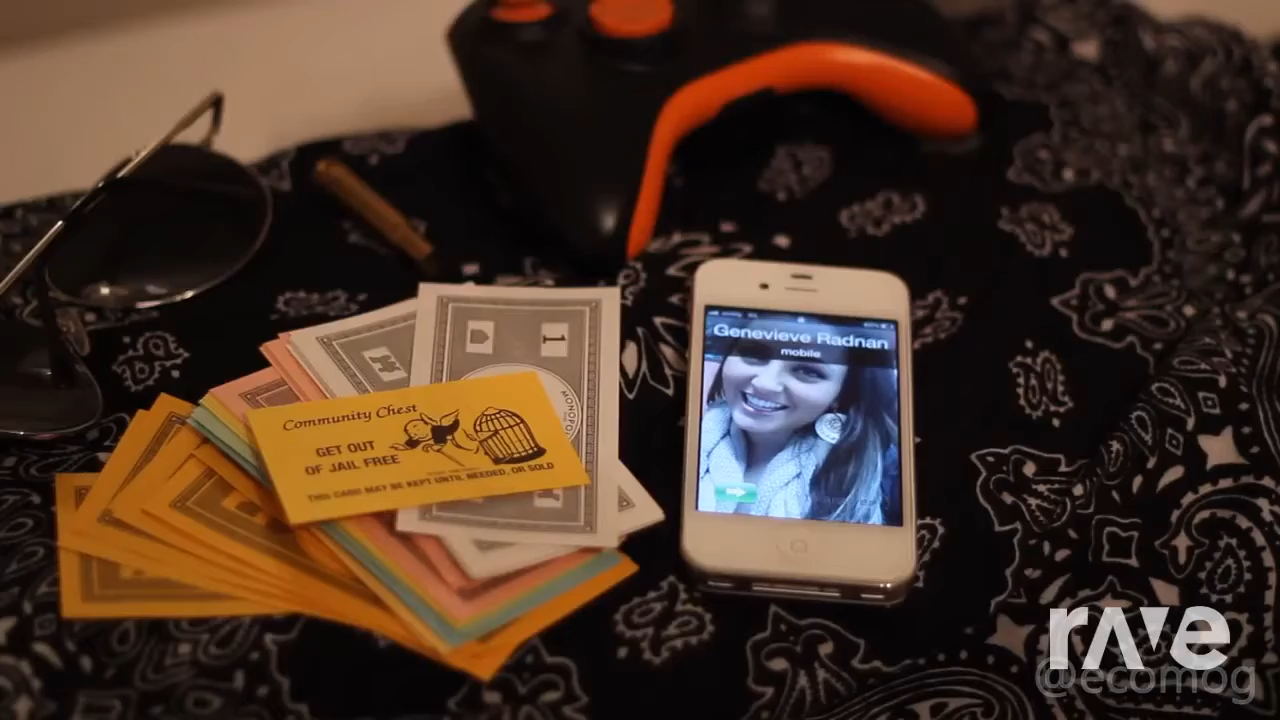 Genevieve Radnan
mobile
1
MONOPO
Community Chest
GET OUT
OF JAIL FREE
THIS CARD MAY BE KEPT UNTIL NEEDED, OR SOLD
rave
@ecomog